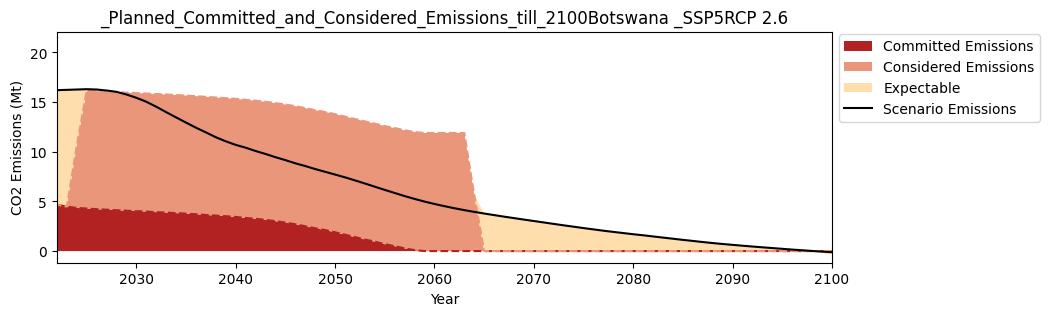 _Planned_Committed_and_Considered_Emissions_till_2100Botswana _SSP5RCP 2.6
CO2 Emissions (Mt)
20
15
10
5
0
2030 2040 2050 2060 2070 2080 2090 2100
Year
Committed Emissions
Considered Emissions
Expectable
Scenario Emissions